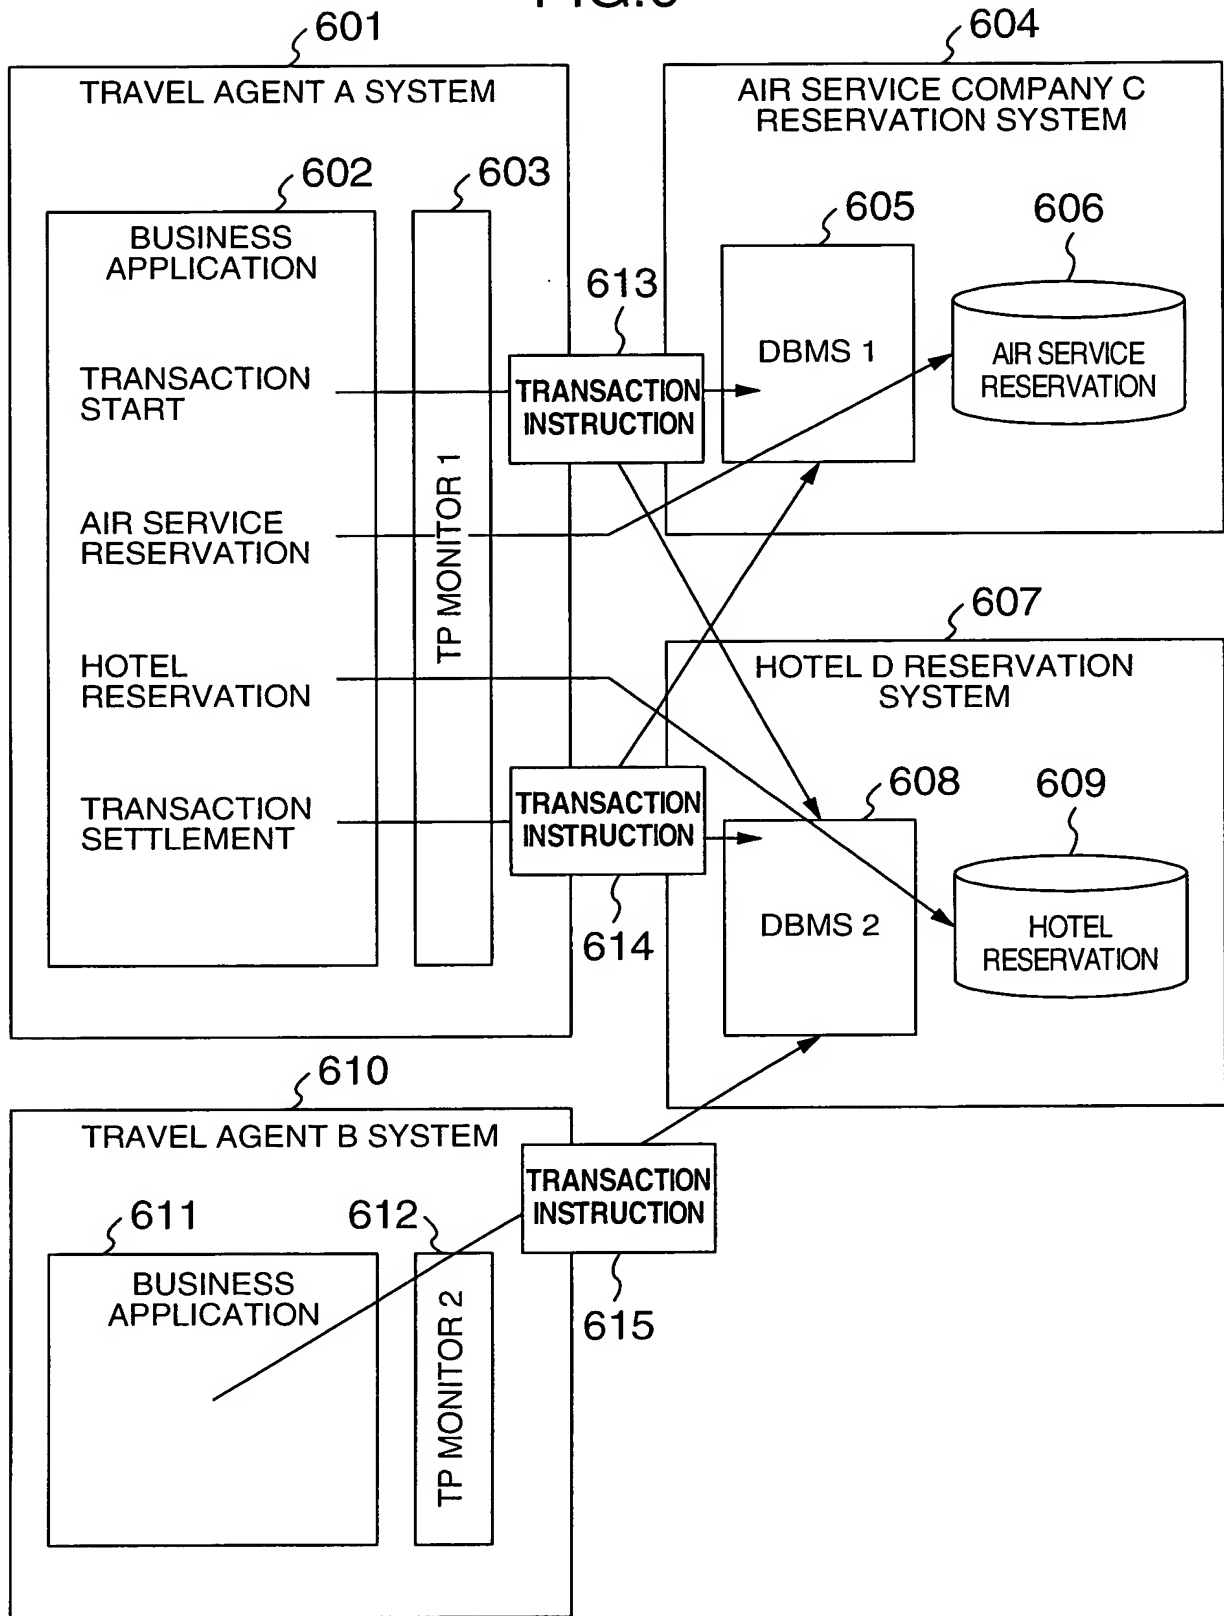 601
TRAVEL AGENT A SYSTEM
602
603
BUSINESS
APPLICATION
TRANSACTION
START
AIR SERVICE
RESERVATION
HOTEL
RESERVATION
TRANSACTION
SETTLEMENT
TP MONITOR 1
613
TRANSACTION
INSTRUCTION
TRANSACTION
INSTRUCTION
614
604
AIR SERVICE COMPANY C
RESERVATION SYSTEM
605
606
DBMS 1
AIR SERVICE
RESERVATION
607
HOTEL D RESERVATION
SYSTEM
608
609
DBMS 2
HOTEL
RESERVATION
610
TRAVEL AGENT B SYSTEM
611
612
BUSINESS
APPLICATION
TP MONITOR 2
TRANSACTION
INSTRUCTION
615